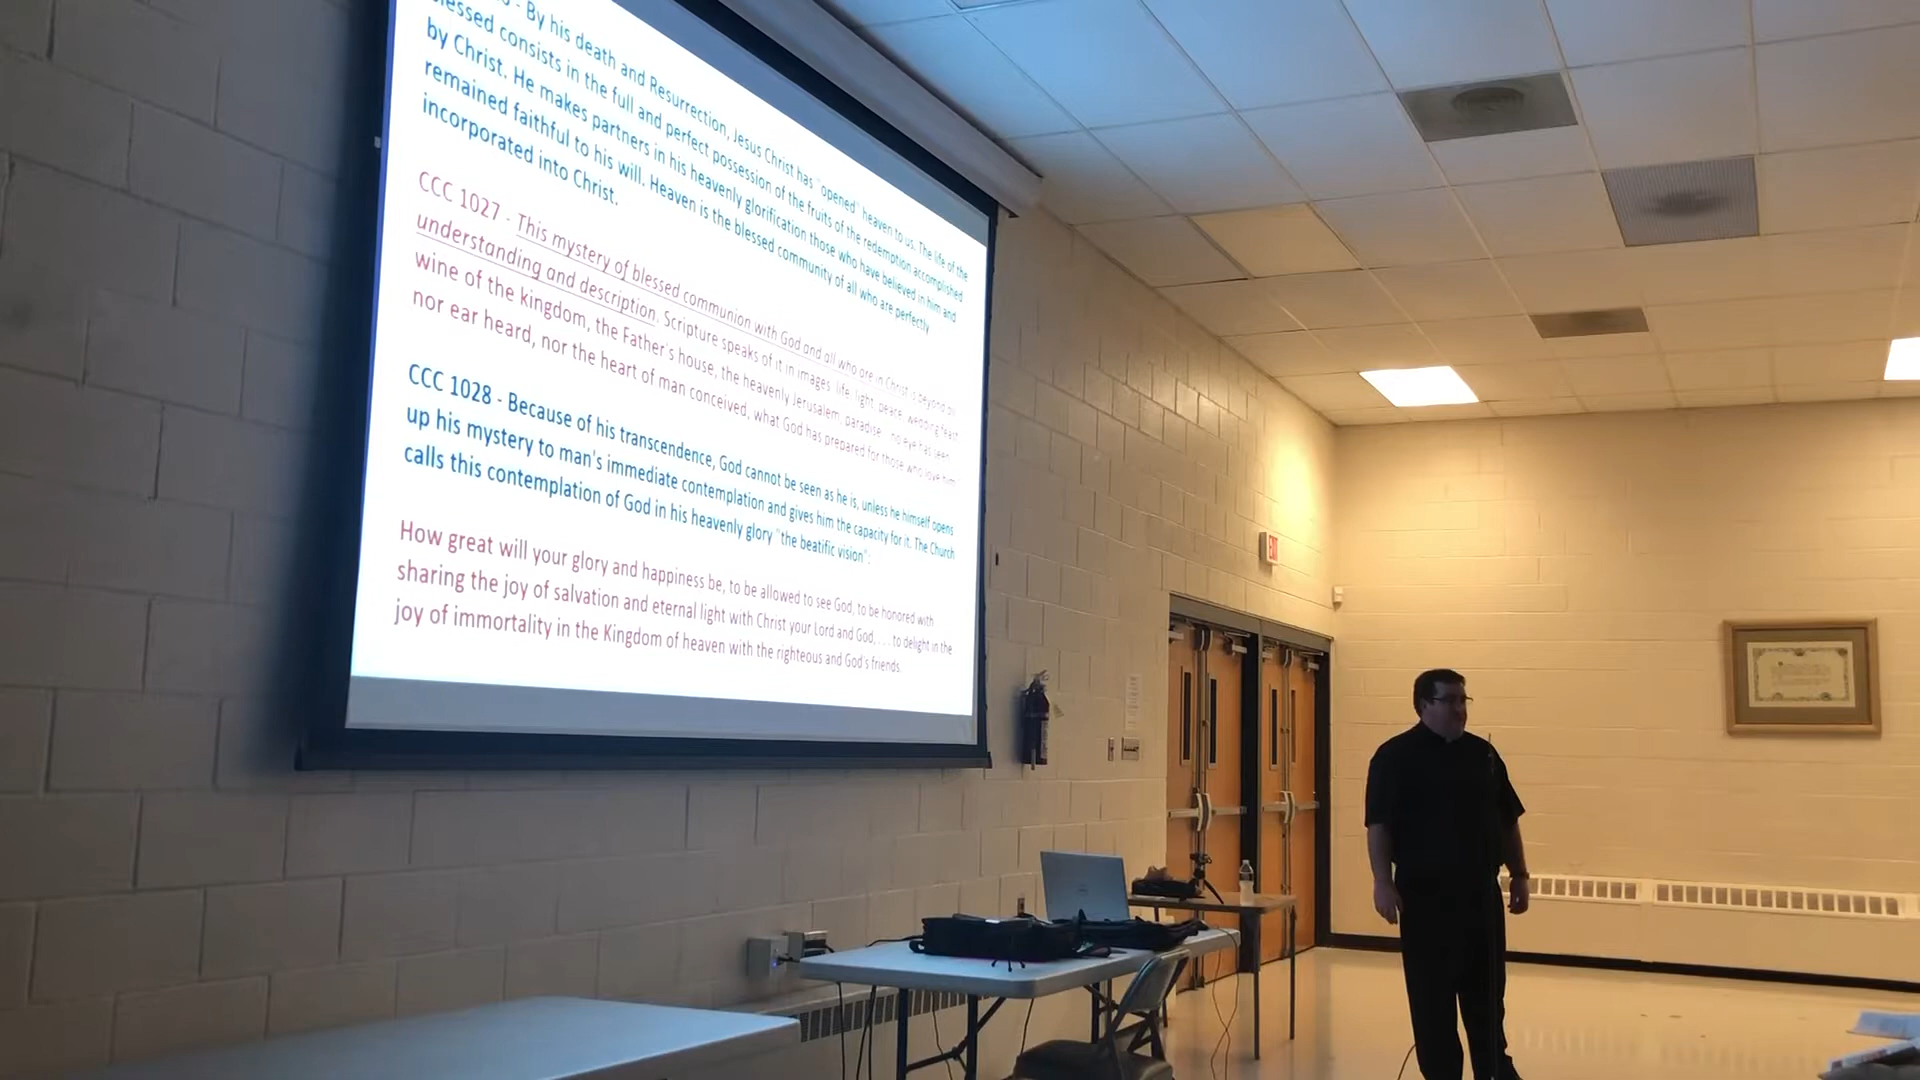 - By his death and Resurrection, Jesus Christ has "opened" heaven to us. The life of the
blessed consists in the full and perfect possession of the fruits of the redemption accomplished
by Christ. He makes partners in his heavenly glorification those who have believed in him and
remained faithful to his will. Heaven is the blessed community of all who are perfectly
incorporated into Christ.
CCC 1027 - This mystery of blessed communion with God and all who are in Christ is beyond all
understanding and description. Scripture speaks of it in images: life, light, peace, wedding feast,
wine of the kingdom, the Father's house, the heavenly Jerusalem, paradise: no eye has seen,
nor ear heard, nor the heart of man conceived, what God has prepared for those who love him
CCC 1028 - Because of his transcendence, God cannot be seen as he is, unless he himself opens
up his mystery to man's immediate contemplation and gives him the capacity for it. The Church
calls this contemplation of God in his heavenly glory "the beatific vision":
How great will your glory and happiness be, to be allowed to see God, to be honored with
sharing the joy of salvation and eternal light with Christ your Lord and God, . . . to delight in the
joy of immortality in the Kingdom of heaven with the righteous and God's friends.
EXIT